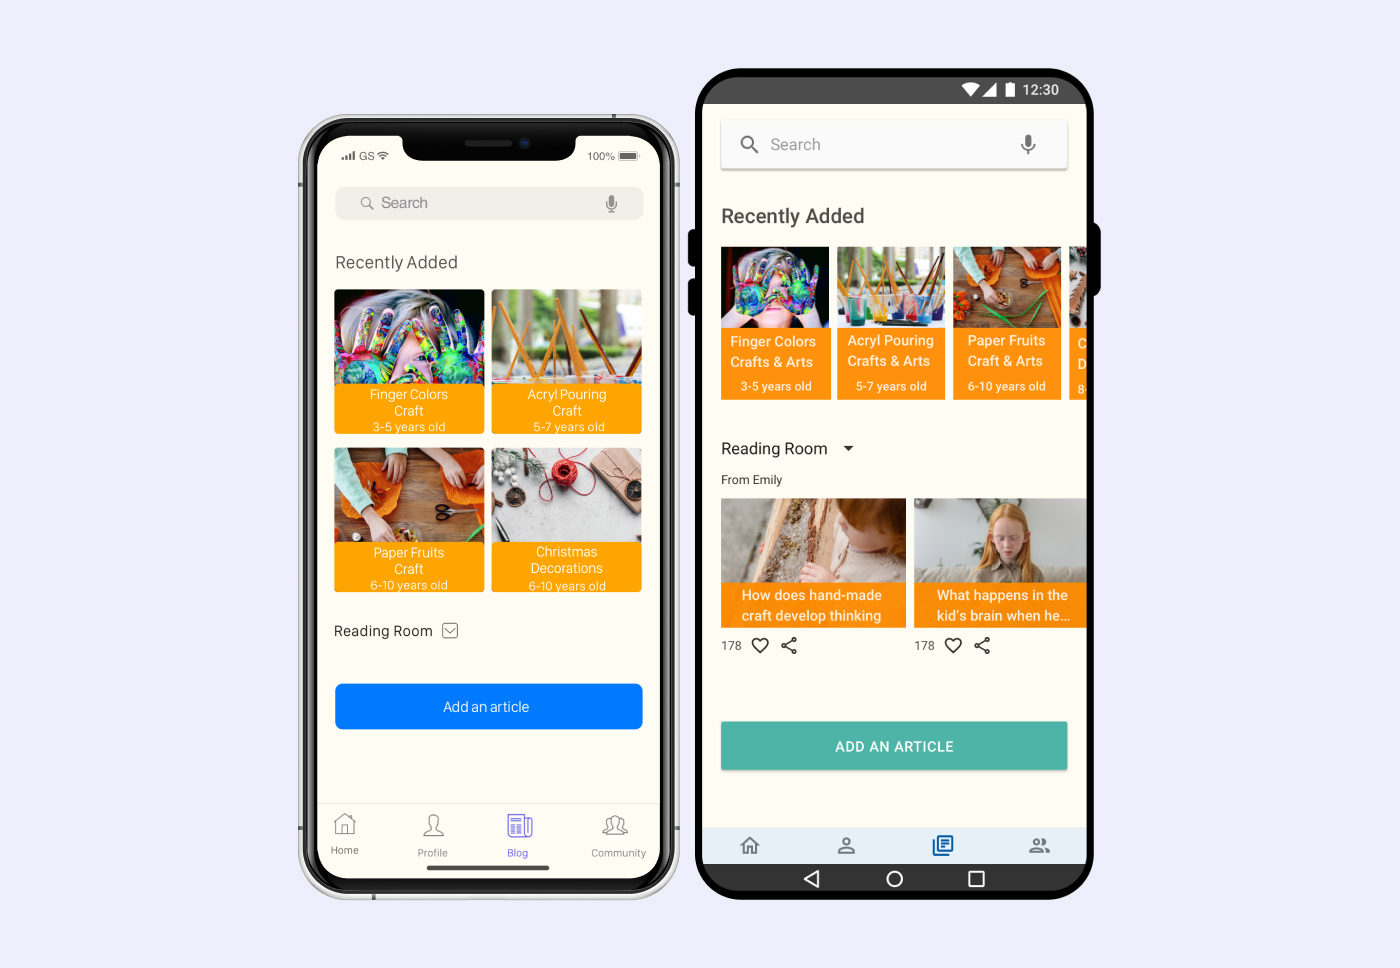 GS
100%
Search
Recently Added
Finger Colors
Craft
3-5 years old
Acryl Pouring
Craft
5-7 years old
Paper Fruits
Craft
6-10 years old
Christmas
Decorations
6-10 years old
Reading Room
Add an article
Home
Profile
Blog
Community
12:30
Search
Recently Added
Finger Colors
Crafts & Arts
3-5 years old
Acryl Pouring
Crafts & Arts
5-7 years old
Paper Fruits
Craft & Arts
6-10 years old
C
D
8-
Reading Room
From Emily
How does hand-made
craft develop thinking
What happens in the
kid's brain when he...
178
178
ADD AN ARTICLE